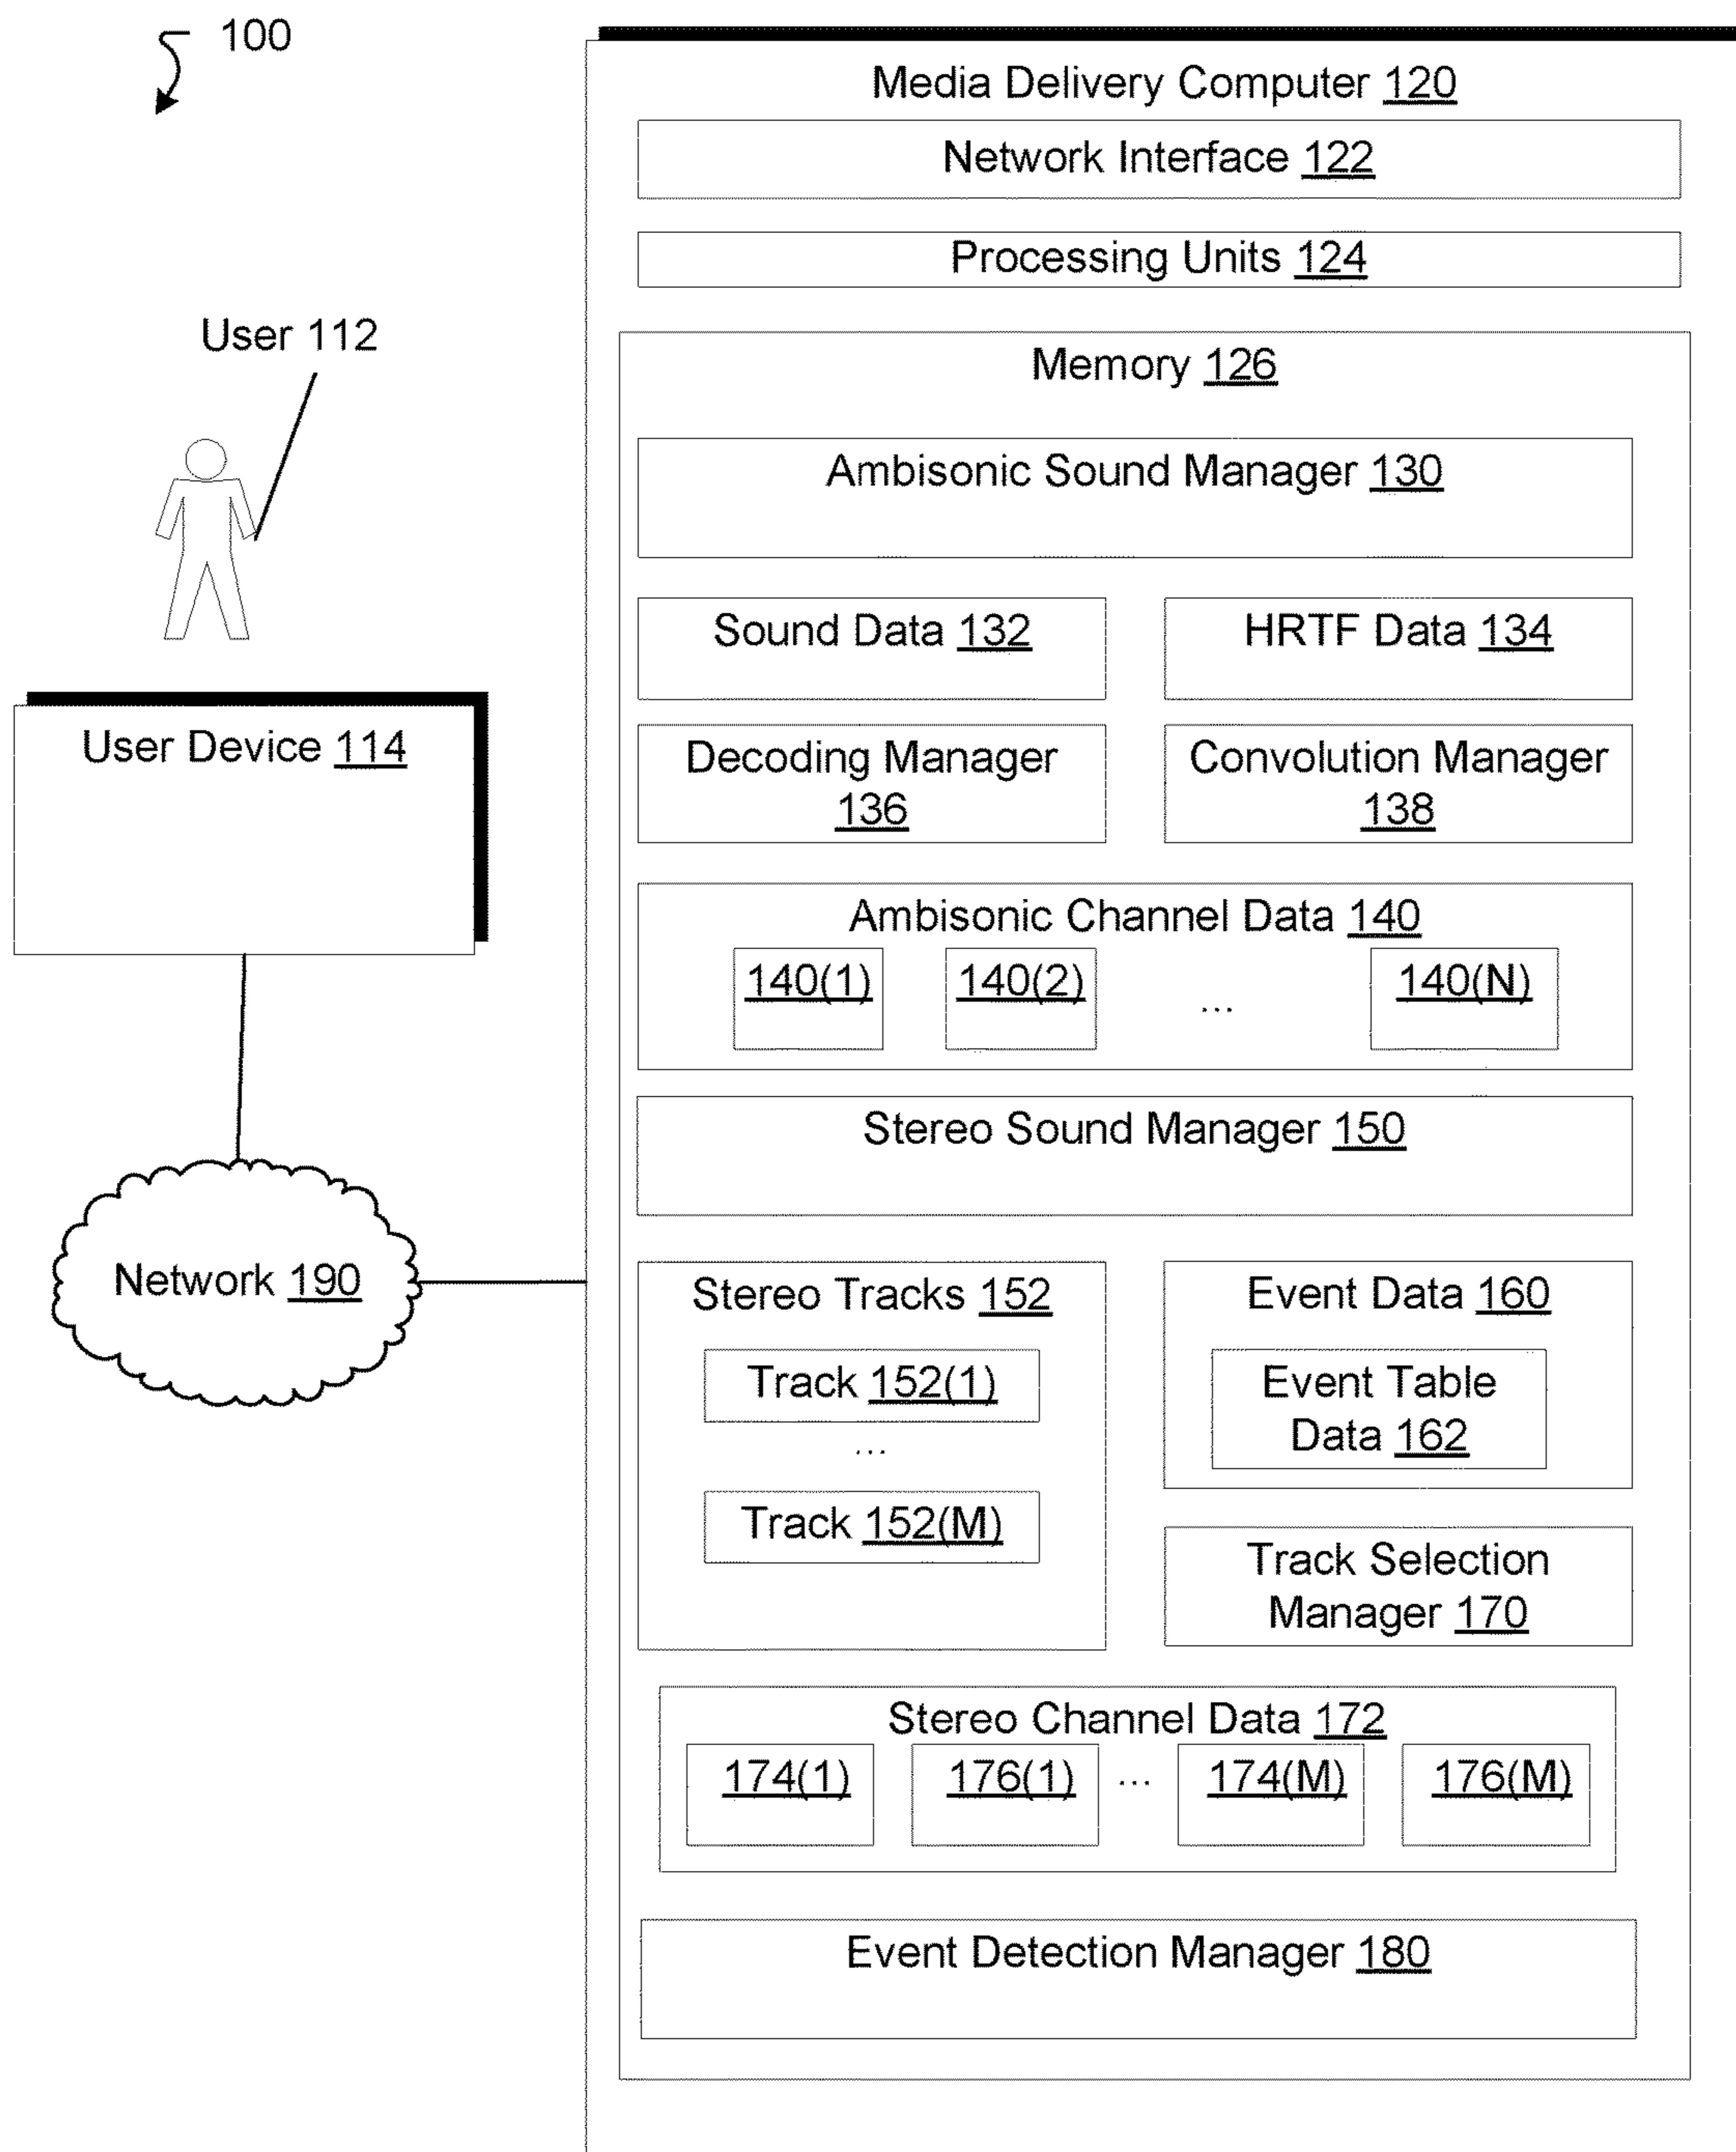 100
Media Delivery Computer 120
Network Interface 122
Processing Units 124
User 112
Memory 126
Ambisonic Sound Manager 130
Sound Data 132
HRTF Data 134
User Device 114
Decoding Manager
136
Convolution Manager
138
Ambisonic Channel Data 140
140(1) 140(2) ... 140(N)
Stereo Sound Manager 150
Network 190
Stereo Tracks 152
Track 152(1)
...
Track 152(M)
Event Data 160
Event Table
Data 162
Track Selection
Manager 170
Stereo Channel Data 172
174(1) 176(1) ... 174(M) 176(M)
Event Detection Manager 180